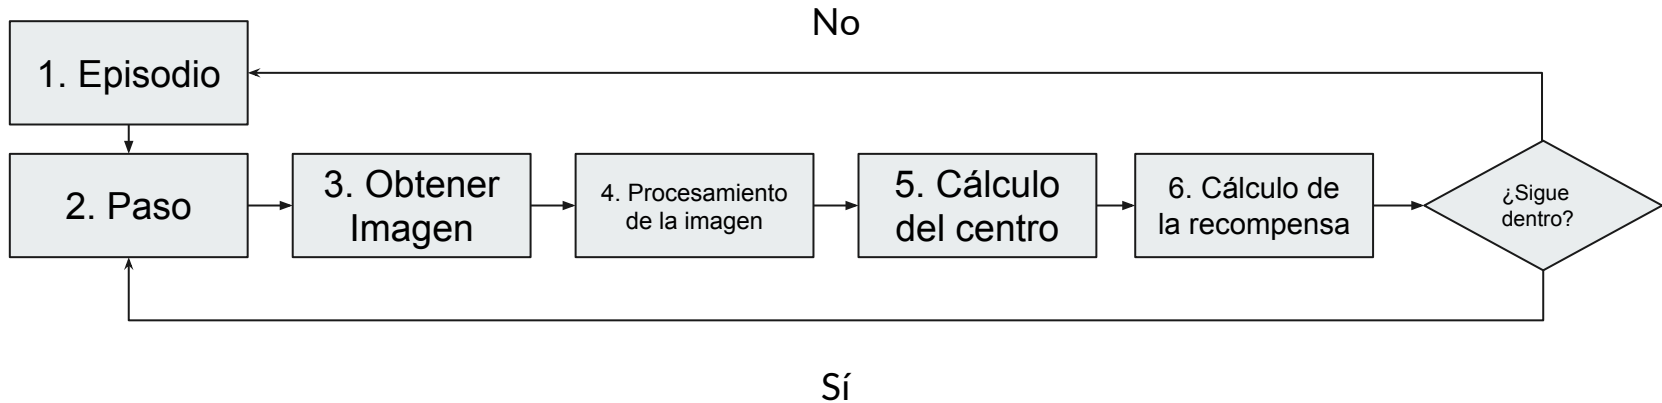 No
1. Episodio
2. Paso
3. Obtener
Imagen
4. Procesamiento
de la imagen
5. Cálculo
del centro
6. Cálculo de
la recompensa
¿Sigue
dentro?
Sí